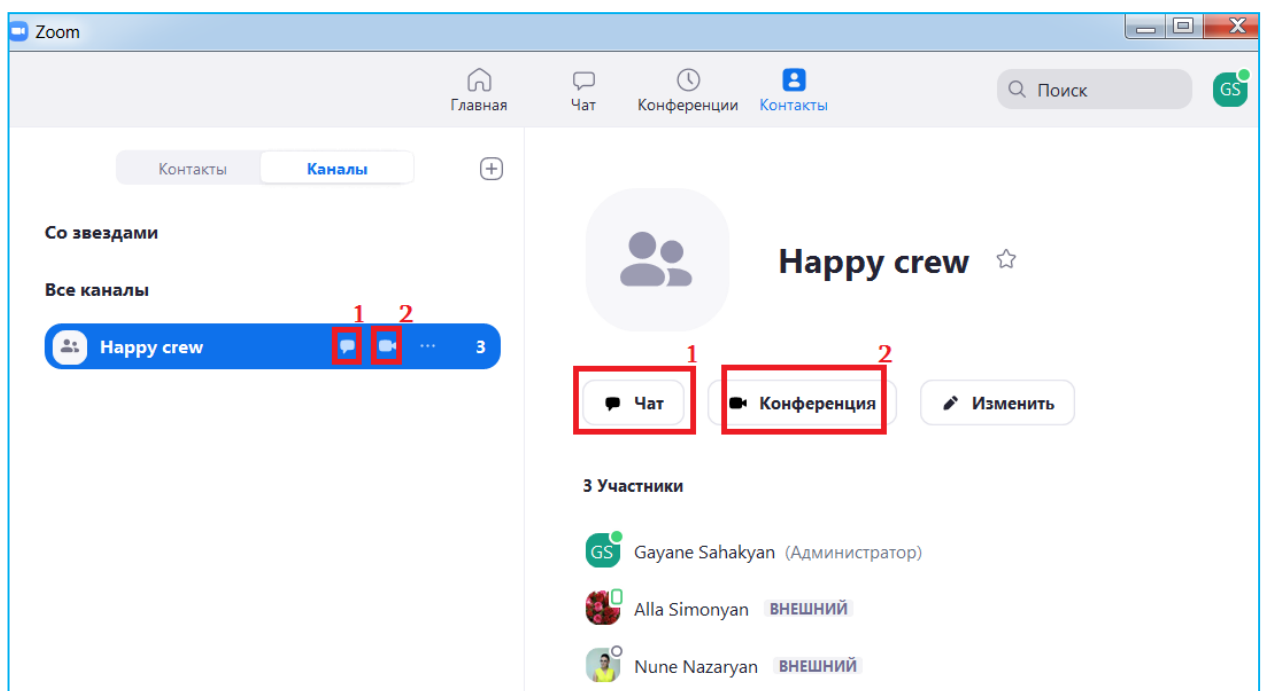 Zoom
Главная Чат Конференции Контакты Поиск GS
Контакты Каналы
Со звездами
Все каналы
1 2
Happy crew ... 3
Happy crew
1 2
Чат Конференция Изменить
3 Участники
GS Gayane Sahakyan (Администратор)
Alla Simonyan ВНЕШНИЙ
Nune Nazaryan ВНЕШНИЙ